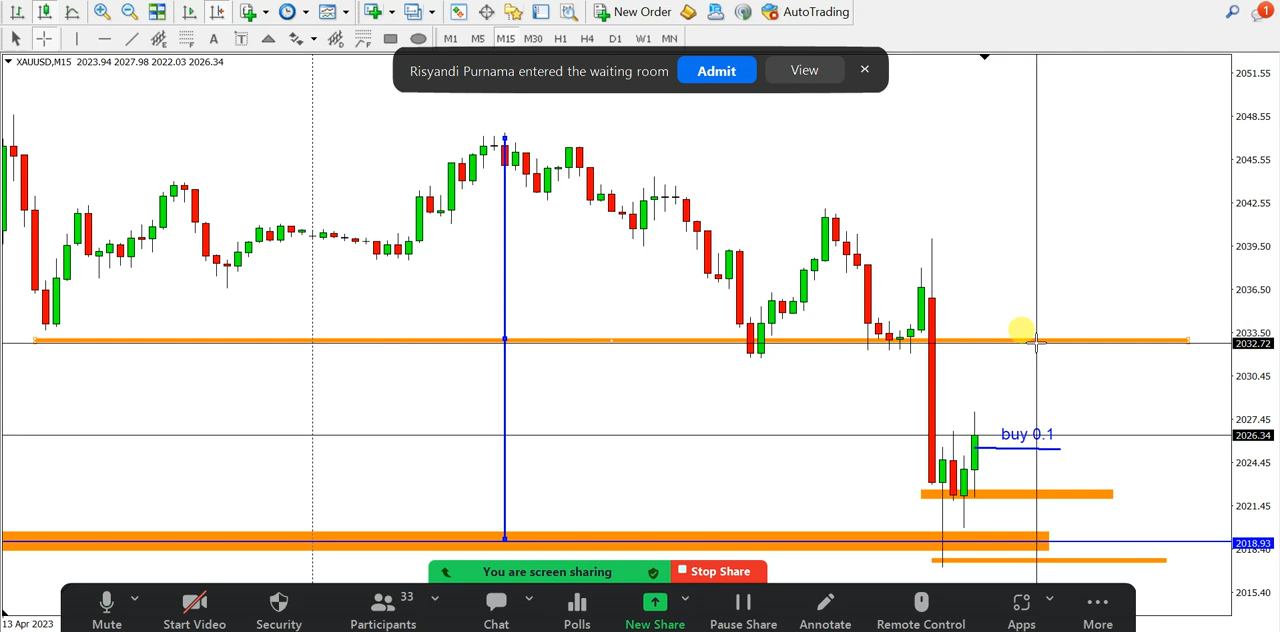 New Order
AutoTrading
1
A
T
E
F
E
F
M1 M5 M15 M30 H1 H4 D1 W1 MN
XAUUSD,M15 2023.94 2027.98 2022.03 2026.34
Risyandi Purnama entered the waiting room
Admit
View
2051.55
2048.55
2045.55
2042.55
2039.50
2036.50
2033.50
2032.72
2030.45
2027.45
2026.34
2024.45
2021.45
2018.93
2018.40
2015.40
buy 0.1
You are screen sharing
Stop Share
33
Mute
Start Video
Security
Participants
Chat
Polls
New Share
Pause Share
Annotate
Remote Control
Apps
More
13 Apr 2023